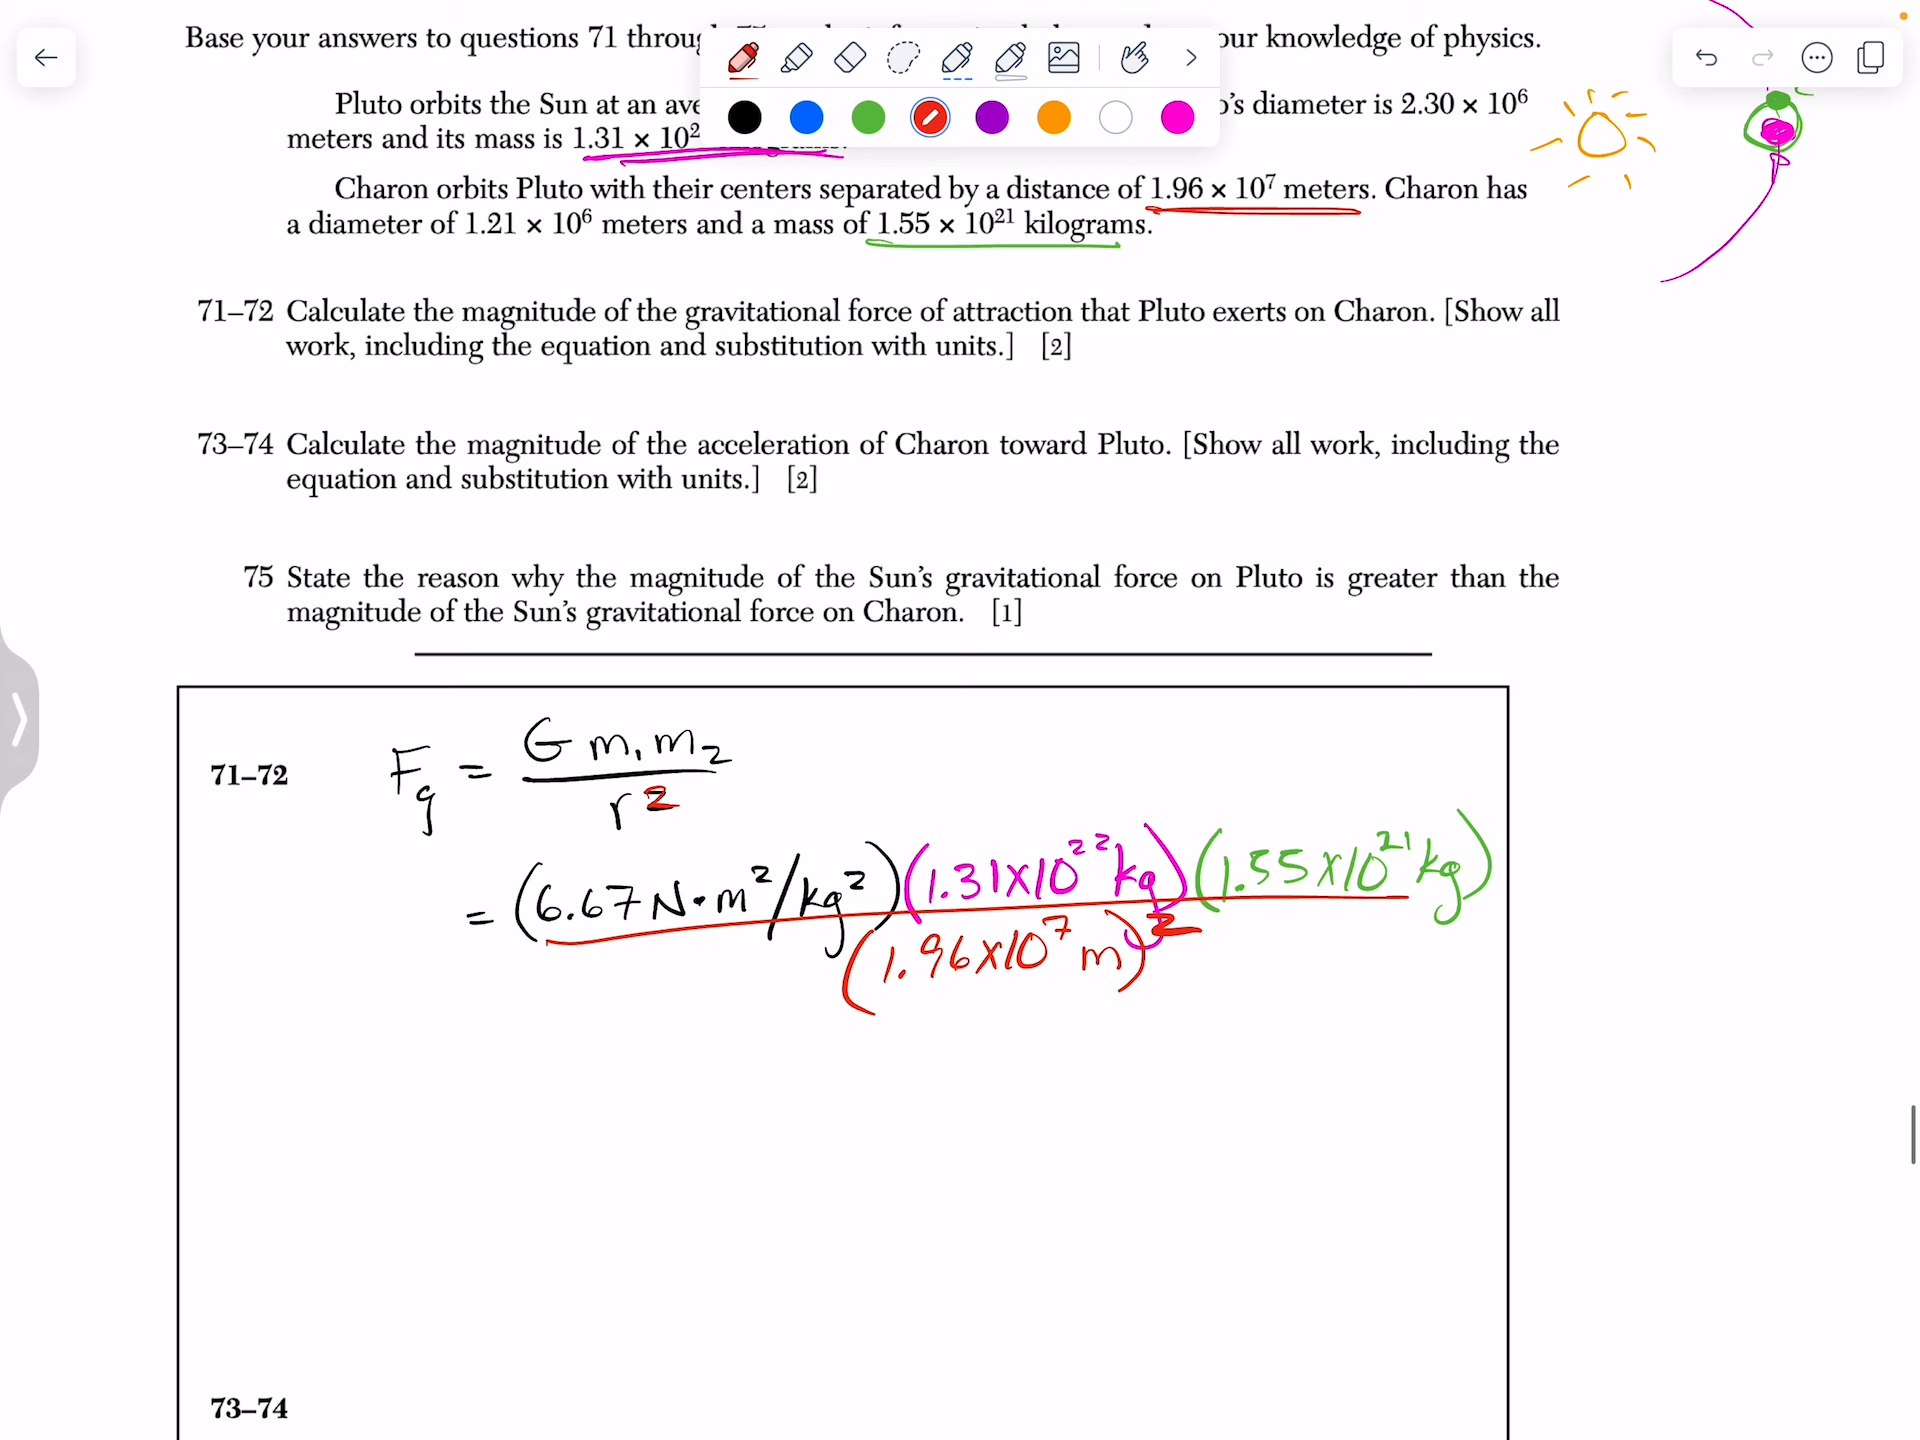 Base your answers to questions 71 throu our knowledge of physics.
Pluto orbits the Sun at an ave o's diameter is 2.30 × 10⁶
meters and its mass is 1.31 × 10²
Charon orbits Pluto with their centers separated by a distance of 1.96 × 10⁷ meters. Charon has
a diameter of 1.21 × 10⁶ meters and a mass of 1.55 × 10²¹ kilograms.
71–72 Calculate the magnitude of the gravitational force of attraction that Pluto exerts on Charon. [Show all
work, including the equation and substitution with units.] [2]
73–74 Calculate the magnitude of the acceleration of Charon toward Pluto. [Show all work, including the
equation and substitution with units.] [2]
75 State the reason why the magnitude of the Sun's gravitational force on Pluto is greater than the
magnitude of the Sun's gravitational force on Charon. [1]
71–72
F_g = G m₁ m₂ / r²
= (6.67 N·m²/kg²)(1.31×10²² kg)(1.55×10²¹ kg) / (1.96×10⁷ m)²
73–74